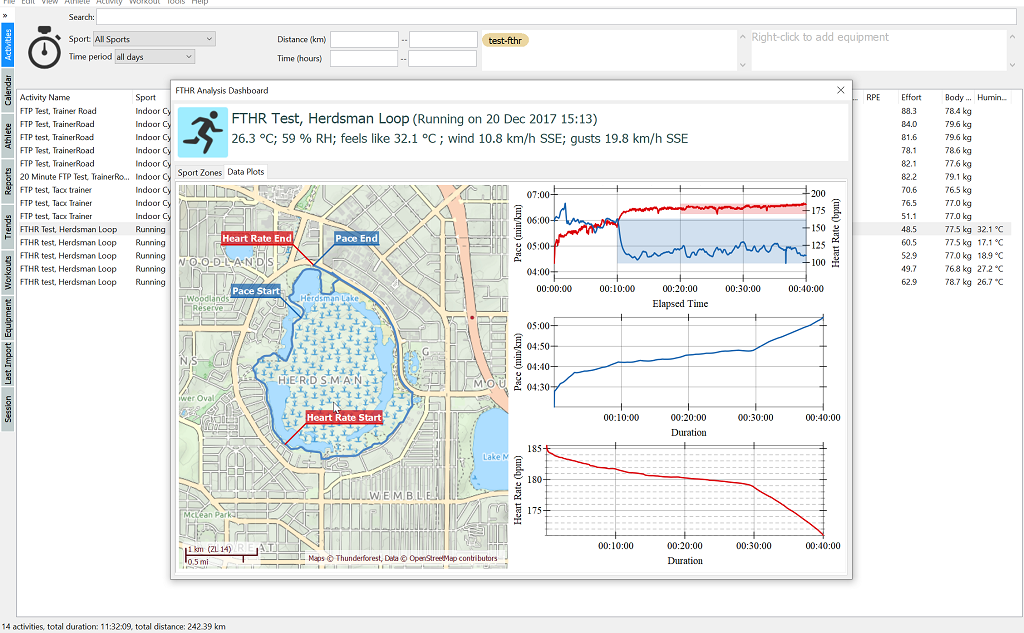 File Edit View Athlete Activity Workout Tools Help
»
Search:
Activities
Calendar
Athlete
Reports
Trends
Workouts
Equipment
Last Import
Session
Sport: All Sports
Time period all days
Distance (km) --
Time (hours) --
test-fthr
Right-click to add equipment
Activity Name Sport ... RPE Effort Body ... Humin...
FTP Test, Trainer Road Indoor Cy 88.3 78.4 kg
FTP Test, TrainerRoad Indoor Cy 84.0 79.6 kg
FTP test, TrainerRoad Indoor Cy 81.6 79.6 kg
FTP test, TrainerRoad Indoor Cy 78.1 78.6 kg
FTP test, TrainerRoad Indoor Cy 82.1 77.6 kg
20 Minute FTP Test, TrainerRo... Indoor Cy 82.2 79.1 kg
FTP test, Tacx trainer Indoor Cy 70.6 76.5 kg
FTP test, Tacx trainer Indoor Cy 76.5 77.0 kg
FTP test, Tacx trainer Indoor Cy 51.1 77.0 kg
FTHR Test, Herdsman Loop Running 48.5 77.5 kg 32.1 °C
FTHR test, Herdsman Loop Running 60.5 77.5 kg 17.1 °C
FTHR test, Herdsman Loop Running 52.9 77.0 kg 18.9 °C
FTHR test, Herdsman Loop Running 49.7 76.8 kg 27.2 °C
FTHR test, Herdsman Loop Running 62.9 78.7 kg 26.7 °C
FTHR Analysis Dashboard
FTHR Test, Herdsman Loop (Running on 20 Dec 2017 15:13)
26.3 °C; 59 % RH; feels like 32.1 °C ; wind 10.8 km/h SSE; gusts 19.8 km/h SSE
Sport Zones Data Plots
Heart Rate End
Pace End
WOODLANDS
Pace Start
Herdsman Lake
Woodlands
Reserve
NS
G
HERDSMAN
MOU
wer Oval
Heart Rate Start
Lake M
WEMBLE
McLean Park
REAT
1 km (ZL 14)
0.5 mi
Maps © Thunderforest, Data © OpenStreetMap contributors
Pace (min/km)
07:00
06:00
05:00
04:00
200
175
150
125
100
Heart Rate (bpm)
00:00:00 00:10:00 00:20:00 00:30:00 00:40:00
Elapsed Time
Pace (min/km)
05:00
04:50
04:40
04:30
00:10:00 00:20:00 00:30:00 00:40:00
Duration
Heart Rate (bpm)
185
180
175
00:10:00 00:20:00 00:30:00 00:40:00
Duration
14 activities, total duration: 11:32:09, total distance: 242.39 km